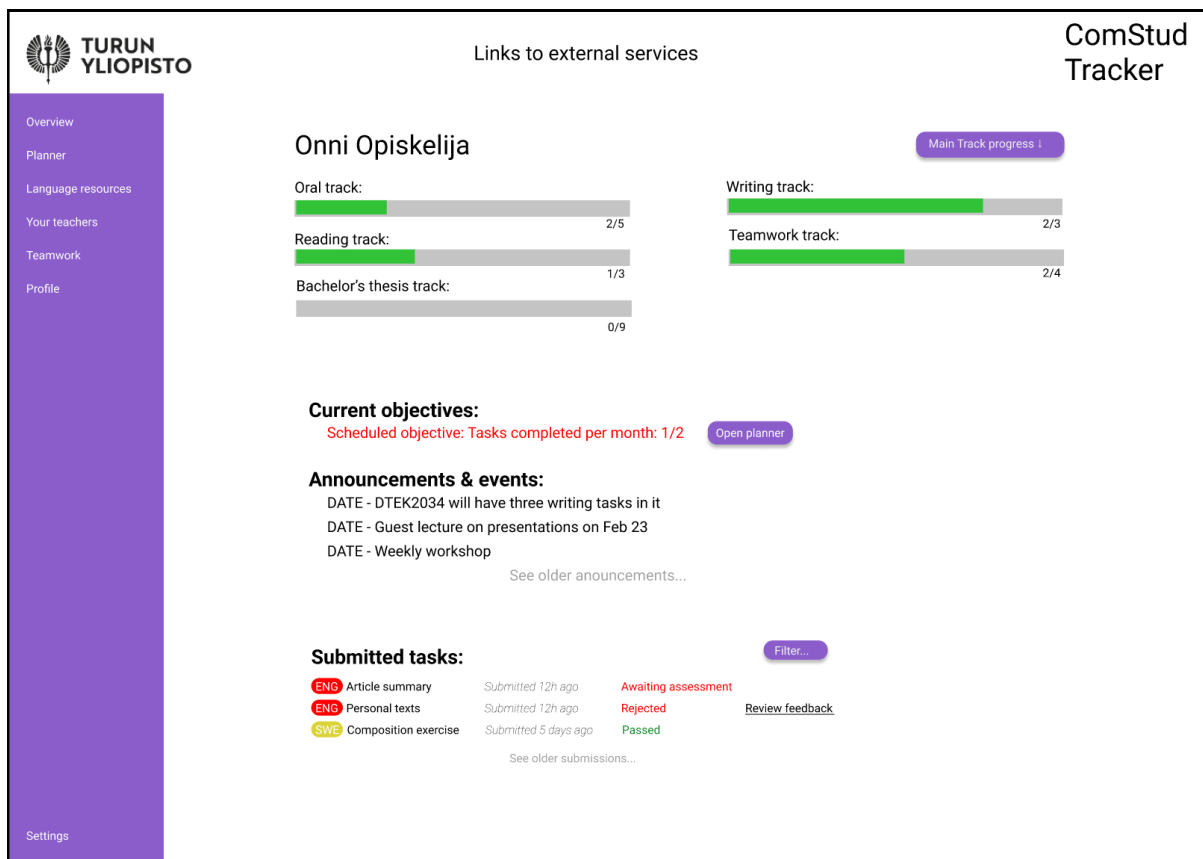 TURUN
YLIOPISTO
Links to external services
ComStud
Tracker
Overview
Planner
Language resources
Your teachers
Teamwork
Profile
Settings
Onni Opiskelija
Main Track progress ↓
Oral track:
2/5
Writing track:
2/3
Reading track:
1/3
Teamwork track:
2/4
Bachelor's thesis track:
0/9
Current objectives:
Scheduled objective: Tasks completed per month: 1/2
Open planner
Announcements & events:
DATE - DTEK2034 will have three writing tasks in it
DATE - Guest lecture on presentations on Feb 23
DATE - Weekly workshop
See older anouncements...
Submitted tasks:
Filter...
ENG Article summary Submitted 12h ago Awaiting assessment
ENG Personal texts Submitted 12h ago Rejected Review feedback
SWE Composition exercise Submitted 5 days ago Passed
See older submissions...